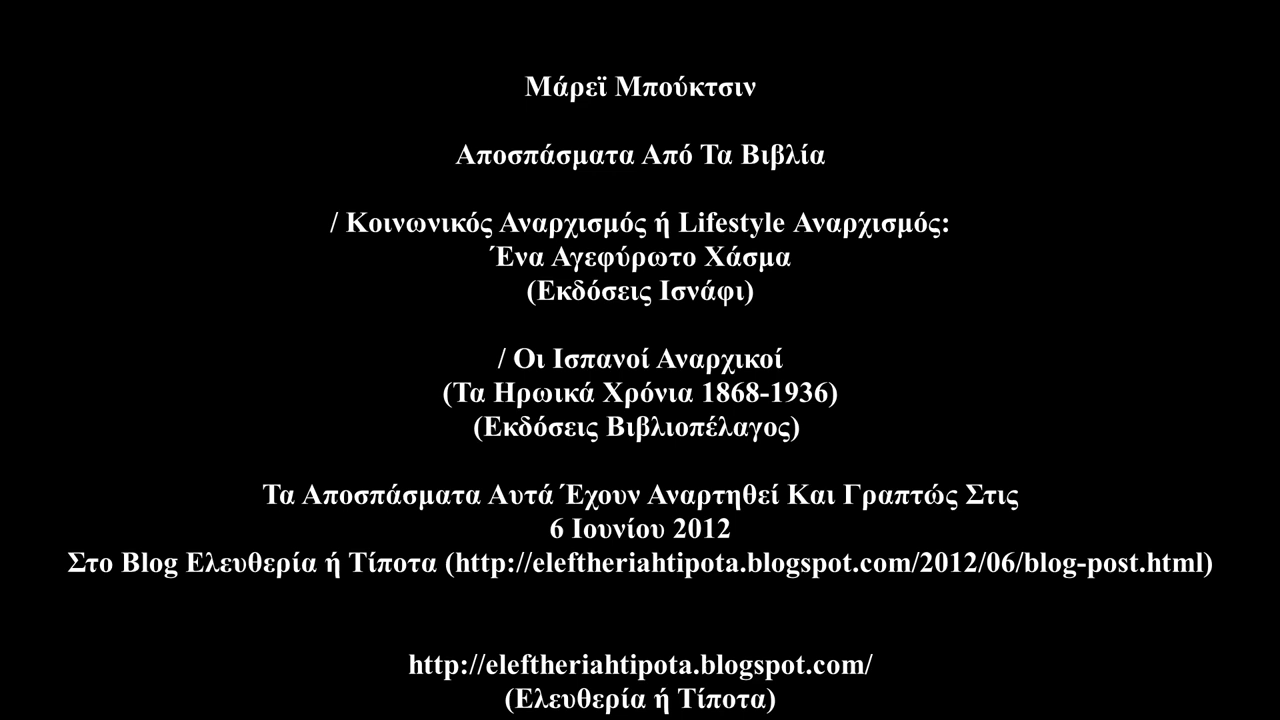 Μάρεϊ Μπούκτσιν
Αποσπάσματα Από Τα Βιβλία
/ Κοινωνικός Αναρχισμός ή Lifestyle Αναρχισμός:
Ένα Αγεφύρωτο Χάσμα
(Εκδόσεις Ισνάφι)
/ Οι Ισπανοί Αναρχικοί
(Τα Ηρωικά Χρόνια 1868-1936)
(Εκδόσεις Βιβλιοπέλαγος)
Τα Αποσπάσματα Αυτά Έχουν Αναρτηθεί Και Γραπτώς Στις
6 Ιουνίου 2012
Στο Blog Ελευθερία ή Τίποτα (http://eleftheriahtipota.blogspot.com/2012/06/blog-post.html)
http://eleftheriahtipota.blogspot.com/
(Ελευθερία ή Τίποτα)